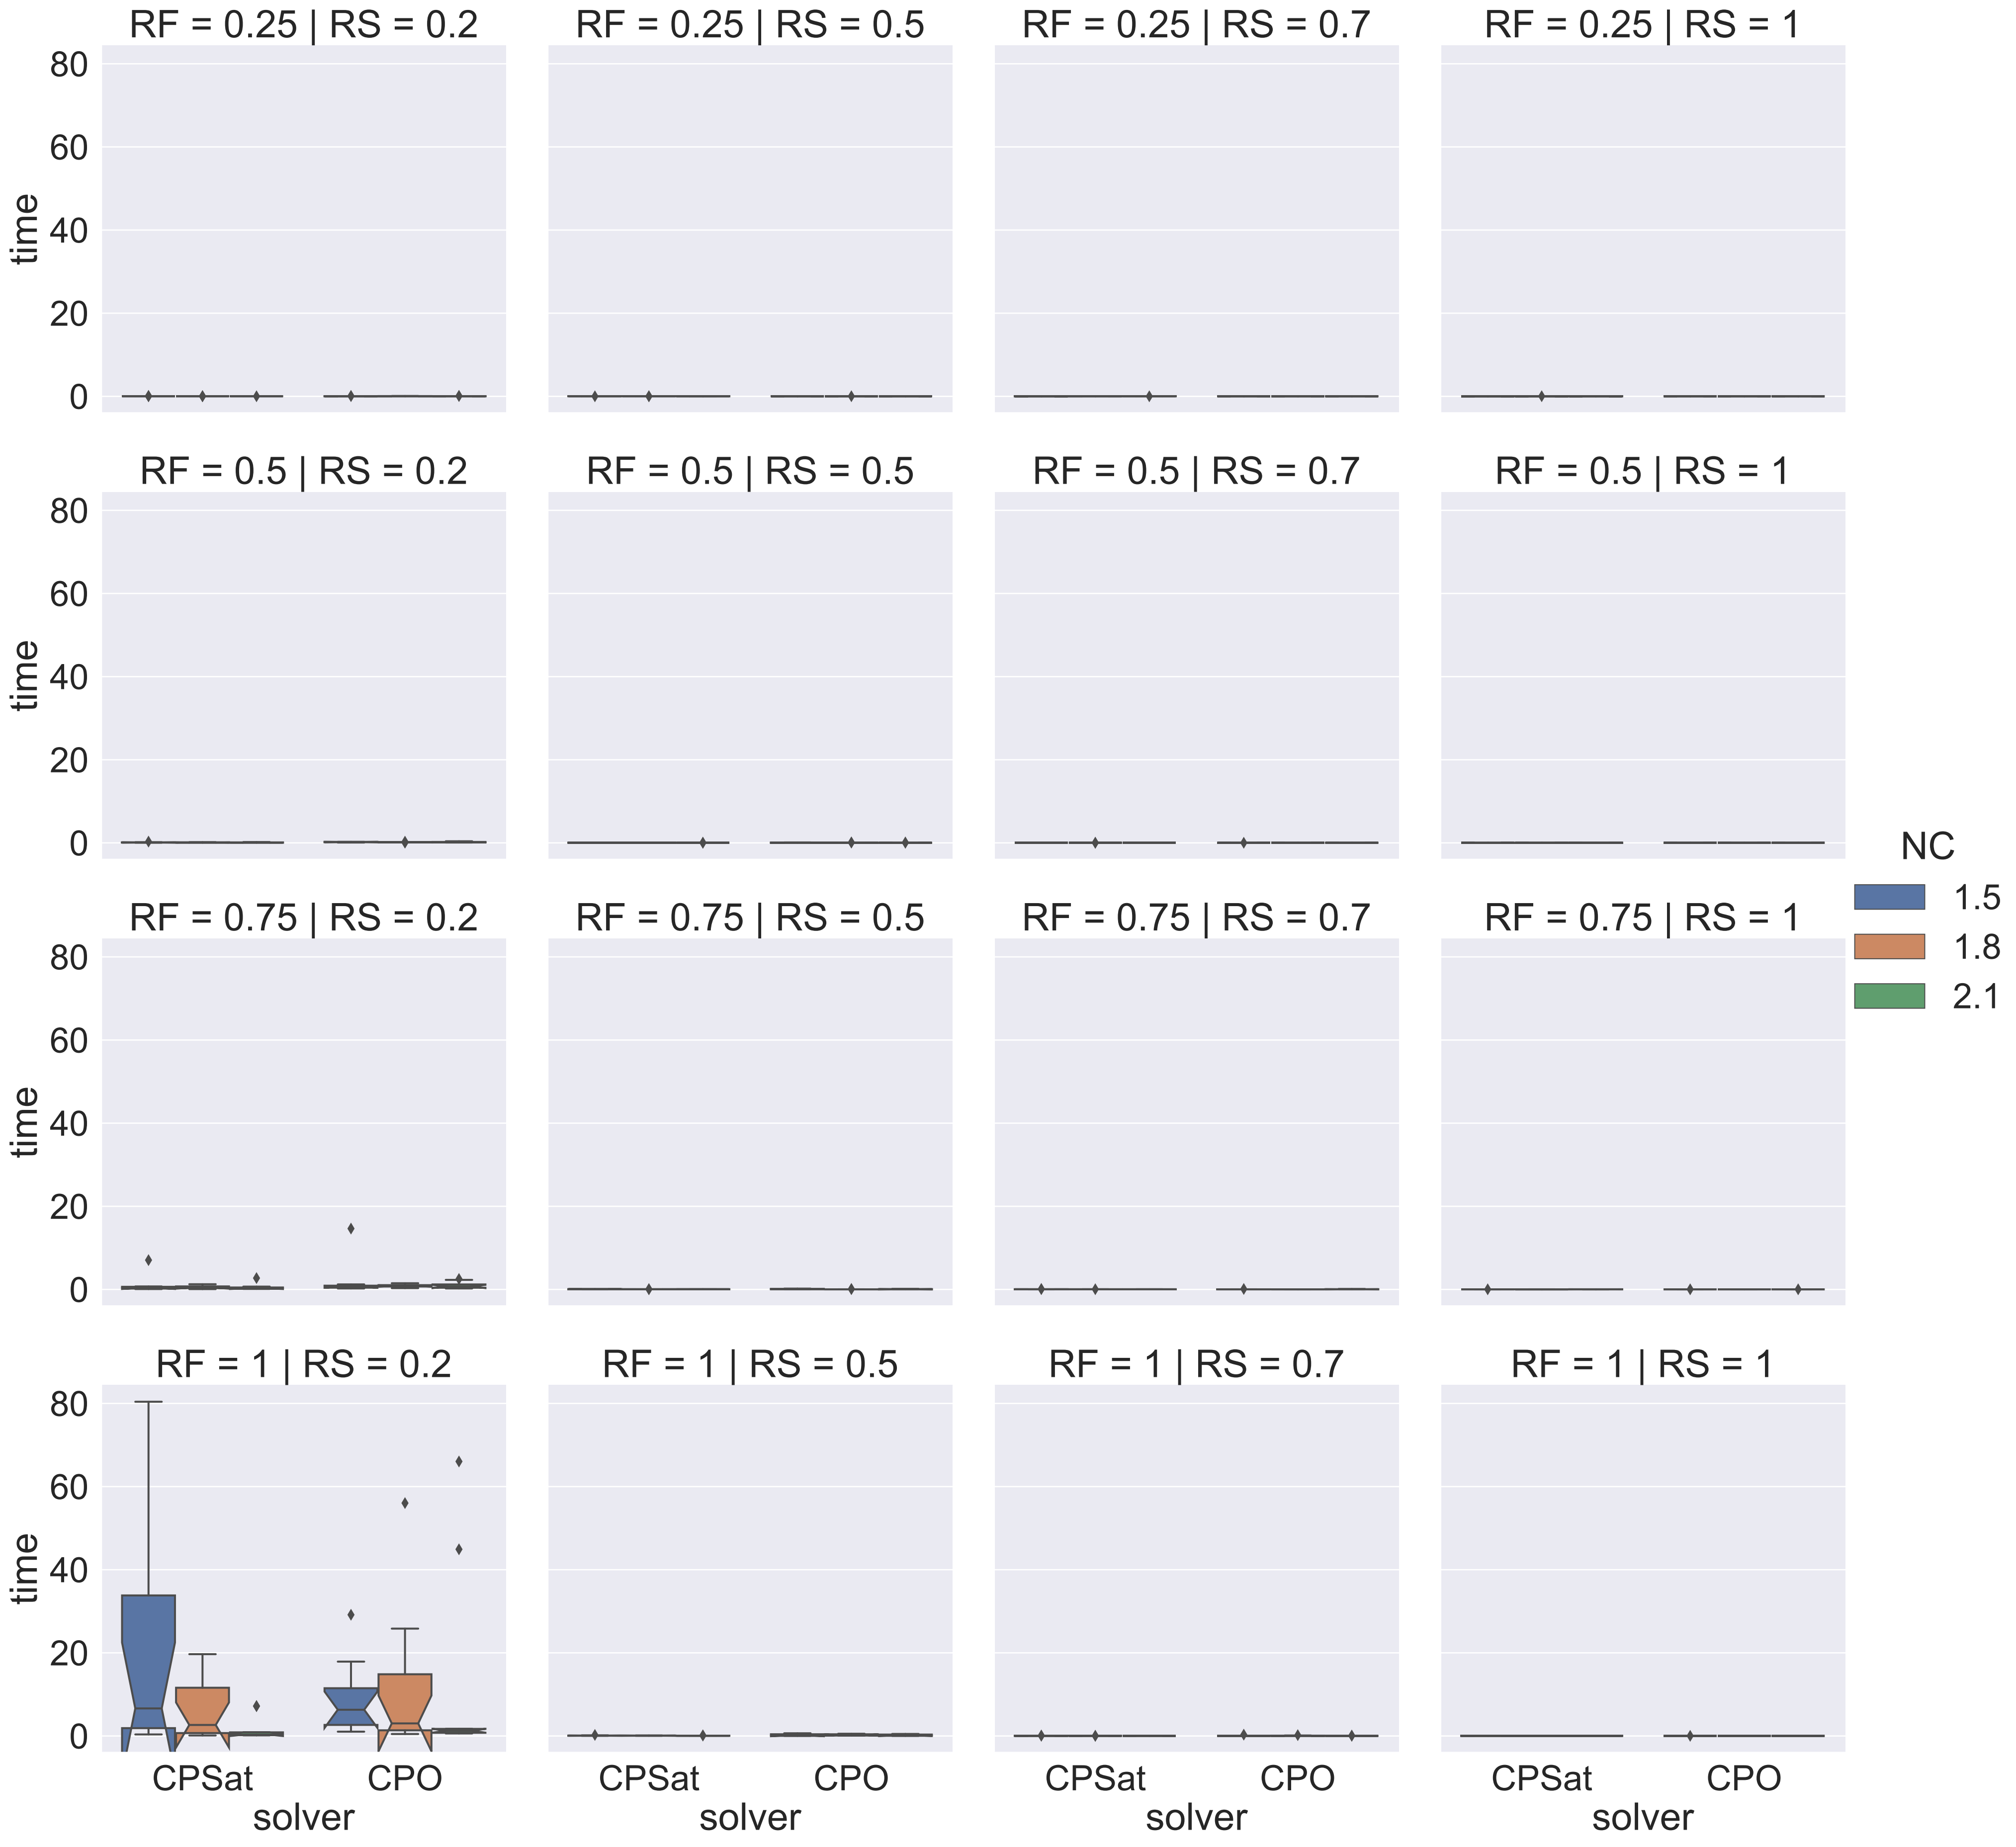 RF = 0.25 | RS = 0.2
RF = 0.25 | RS = 0.5
RF = 0.25 | RS = 0.7
RF = 0.25 | RS = 1
80
60
40
20
0
time
RF = 0.5 | RS = 0.2
RF = 0.5 | RS = 0.5
RF = 0.5 | RS = 0.7
RF = 0.5 | RS = 1
80
60
40
20
0
time
RF = 0.75 | RS = 0.2
RF = 0.75 | RS = 0.5
RF = 0.75 | RS = 0.7
RF = 0.75 | RS = 1
80
60
40
20
0
time
RF = 1 | RS = 0.2
RF = 1 | RS = 0.5
RF = 1 | RS = 0.7
RF = 1 | RS = 1
80
60
40
20
0
time
CPSat CPO
solver
CPSat CPO
solver
CPSat CPO
solver
CPSat CPO
solver
NC
1.5
1.8
2.1